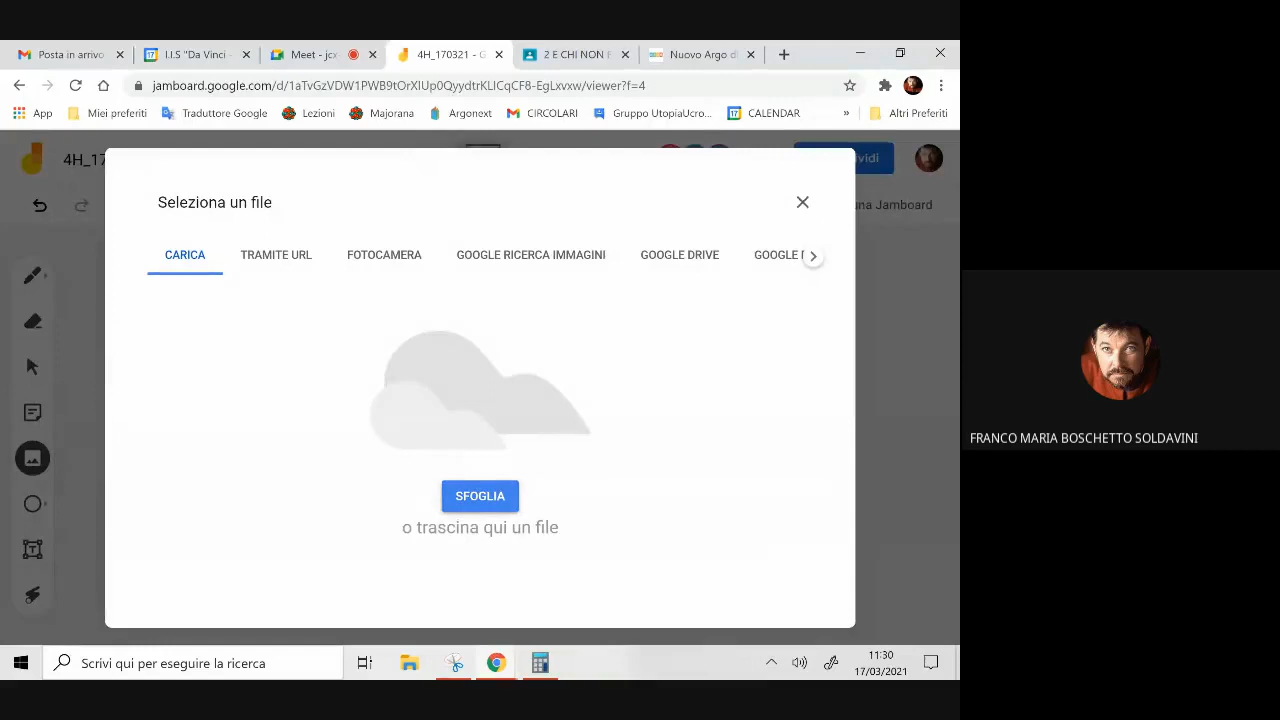 Posta in arrivo
I.I.S "Da Vinci -
Meet - jcx
4H_170321 - G
2 E CHI NON F
Nuovo Argo di
jamboard.google.com/d/1aTvGzVDW1PWB9tOrXlUp0QyydtrKLICqCF8-EgLxvxw/viewer?f=4
App
Miei preferiti
Traduttore Google
Lezioni
Majorana
Argonext
CIRCOLARI
Gruppo UtopiaUcro...
CALENDAR
»
Altri Preferiti
4H_17
vidi
una Jamboard
Seleziona un file
CARICA
TRAMITE URL
FOTOCAMERA
GOOGLE RICERCA IMMAGINI
GOOGLE DRIVE
GOOGLE
SFOGLIA
o trascina qui un file
FRANCO MARIA BOSCHETTO SOLDAVINI
Scrivi qui per eseguire la ricerca
11:30
17/03/2021